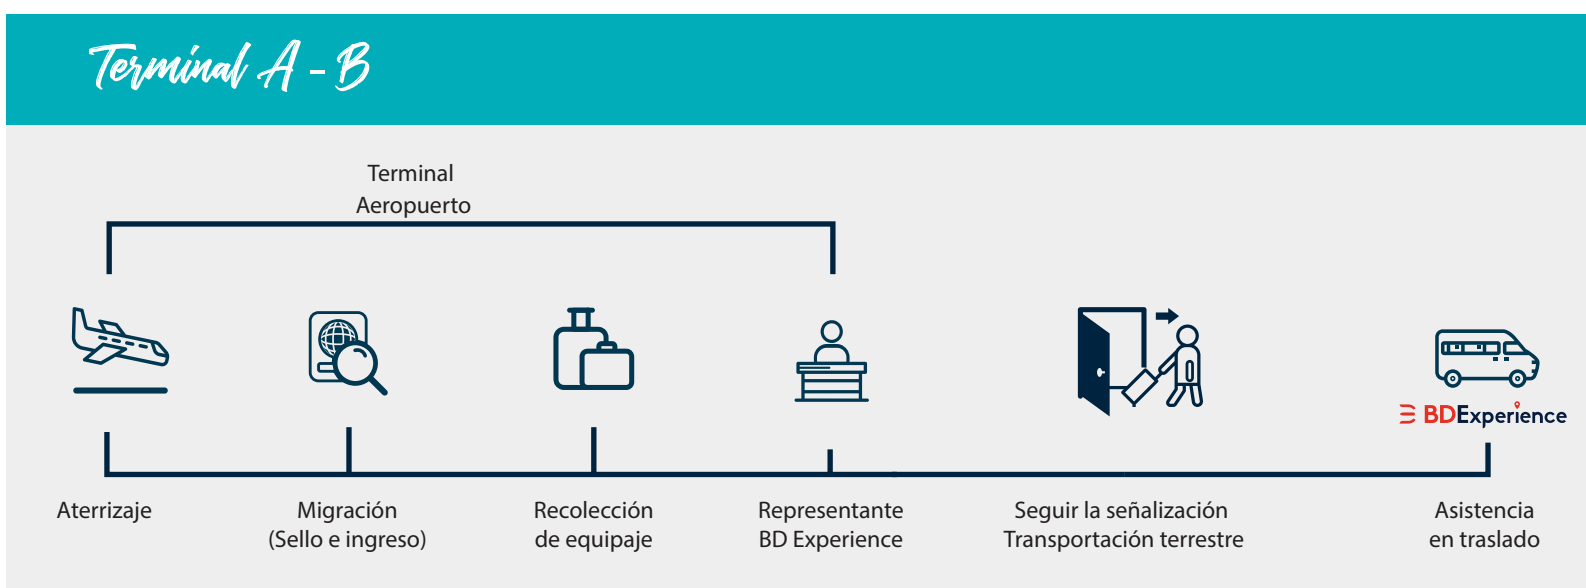 Terminal A - B
Terminal
Aeropuerto
BDExperience
Aterrizaje
Migración
(Sello e ingreso)
Recolección
de equipaje
Representante
BD Experience
Seguir la señalización
Transportación terrestre
Asistencia
en traslado